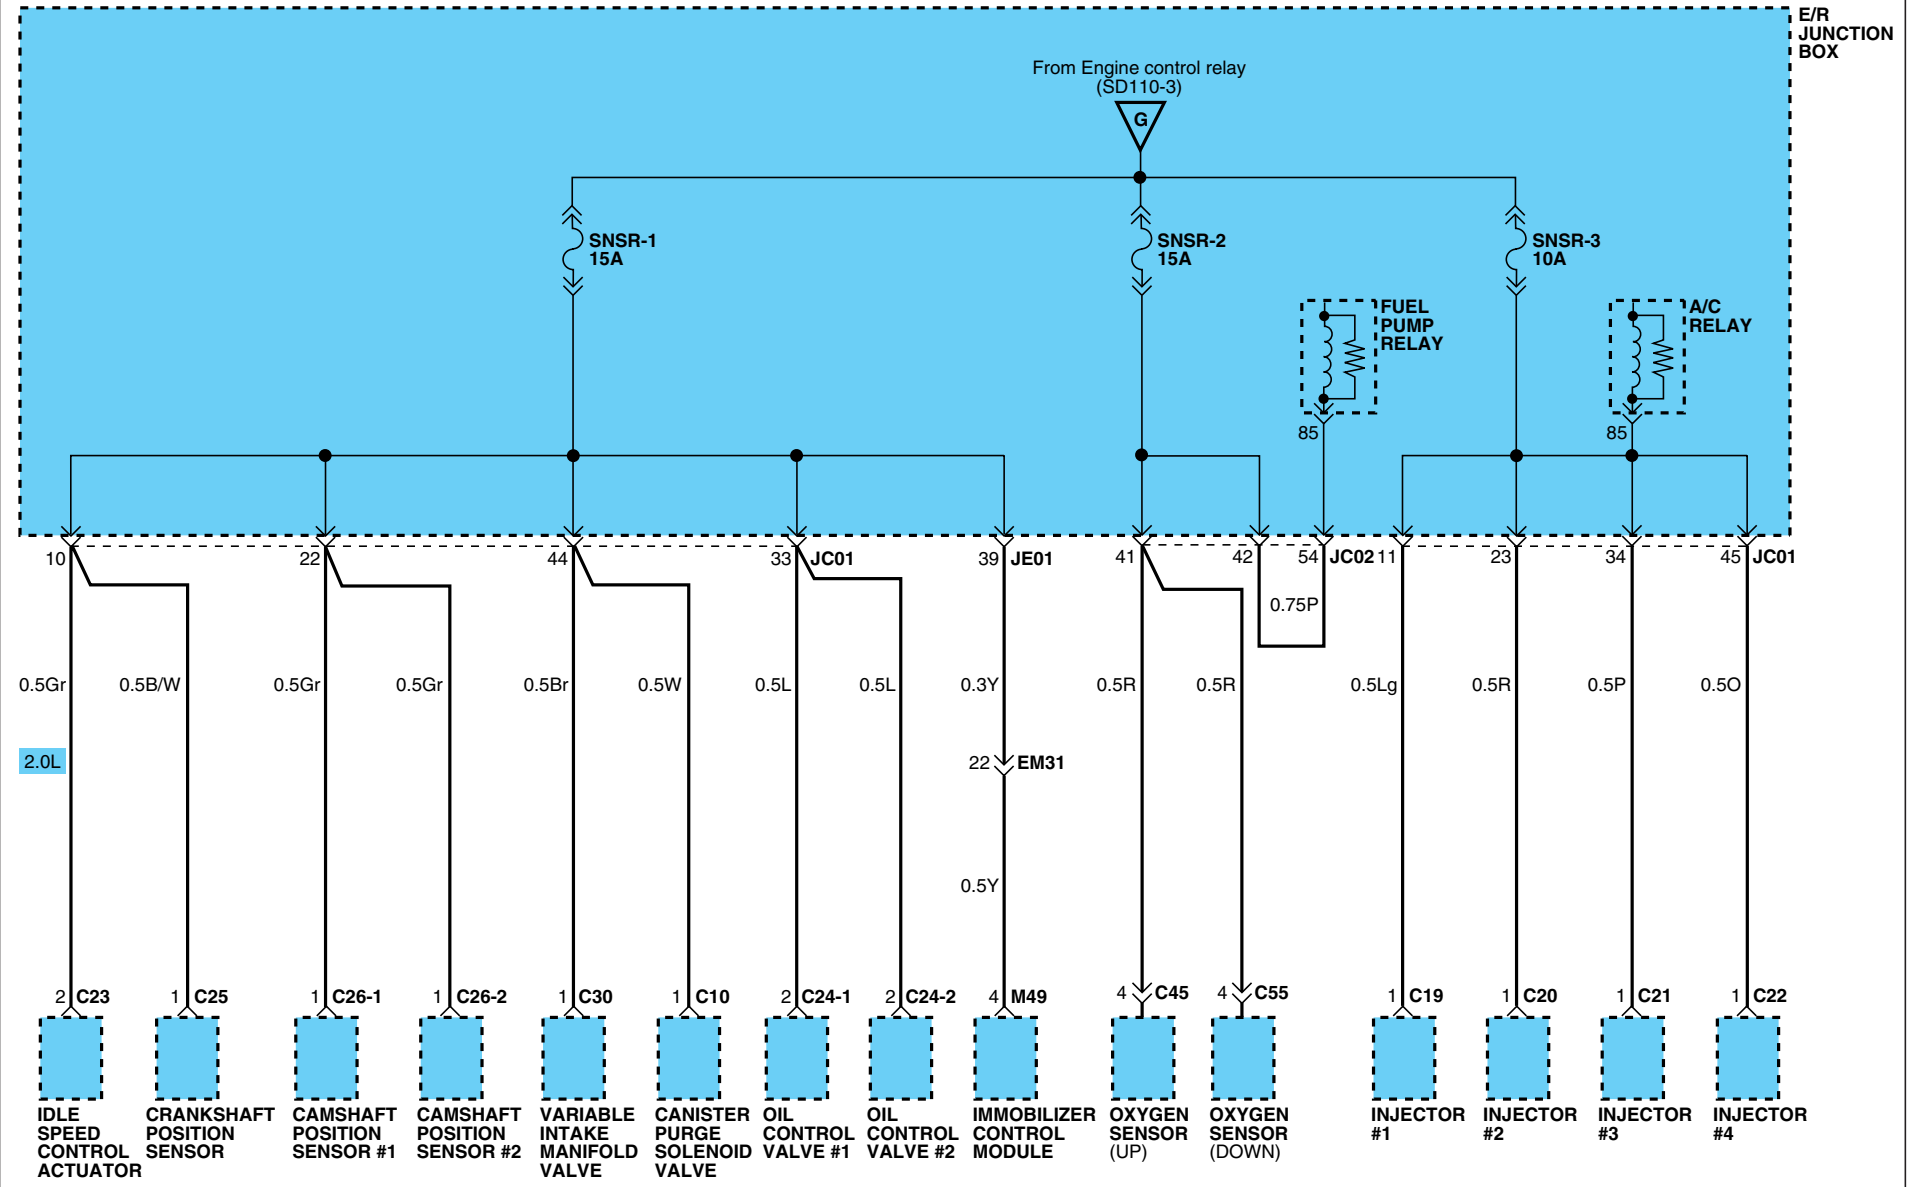 E/R
JUNCTION
BOX
From Engine control relay
(SD110-3)
G
SNSR-1
15A
SNSR-2
15A
SNSR-3
10A
FUEL
PUMP
RELAY
A/C
RELAY
85
85
10
22
44
33
JC01
39
JE01
41
42
54
JC02
11
23
34
45
JC01
0.75P
0.5Gr
0.5B/W
0.5Gr
0.5Gr
0.5Br
0.5W
0.5L
0.5L
0.3Y
0.5R
0.5R
0.5Lg
0.5R
0.5P
0.5O
2.0L
22
EM31
0.5Y
2 C23
1 C25
1 C26-1
1 C26-2
1 C30
1 C10
2 C24-1
2 C24-2
4 M49
4 C45
4 C55
1 C19
1 C20
1 C21
1 C22
IDLE
SPEED
CONTROL
ACTUATOR
CRANKSHAFT
POSITION
SENSOR
CAMSHAFT
POSITION
SENSOR #1
CAMSHAFT
POSITION
SENSOR #2
VARIABLE
INTAKE
MANIFOLD
VALVE
CANISTER
PURGE
SOLENOID
VALVE
OIL
CONTROL
VALVE #1
OIL
CONTROL
VALVE #2
IMMOBILIZER
CONTROL
MODULE
OXYGEN
SENSOR
(UP)
OXYGEN
SENSOR
(DOWN)
INJECTOR
#1
INJECTOR
#2
INJECTOR
#3
INJECTOR
#4